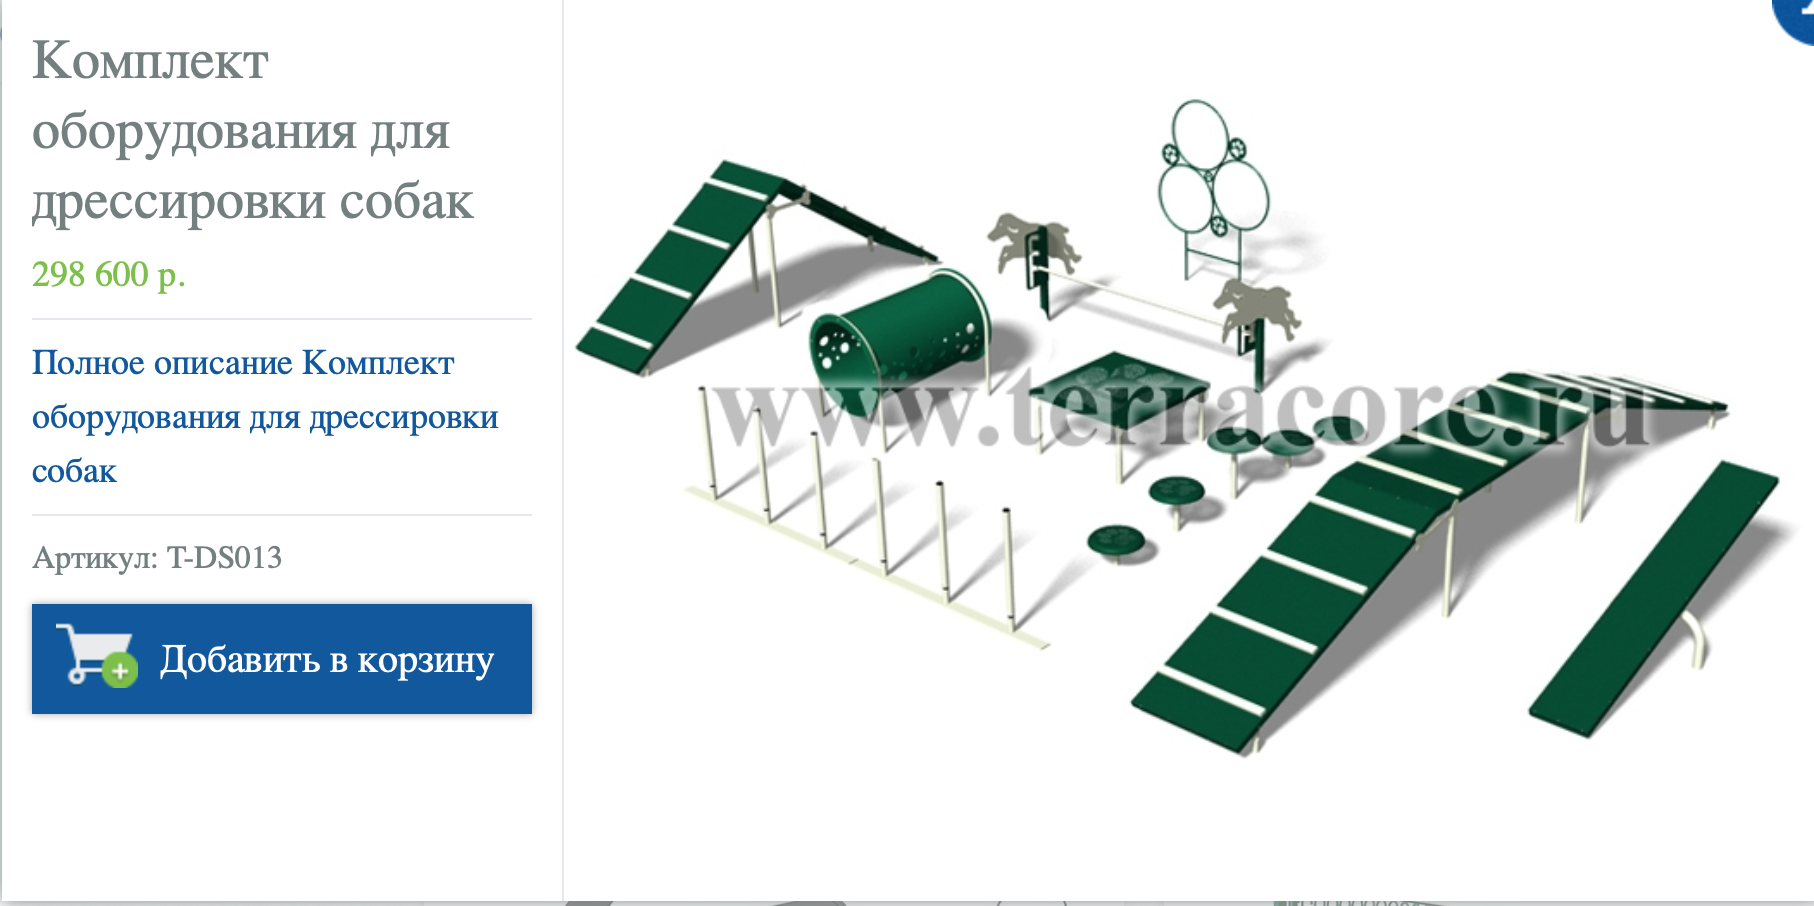 Комплект
оборудования для
дрессировки собак
298 600 р.
Полное описание Комплект
оборудования для дрессировки
собак
Артикул: T-DS013
Добавить в корзину
www.terracore.ru